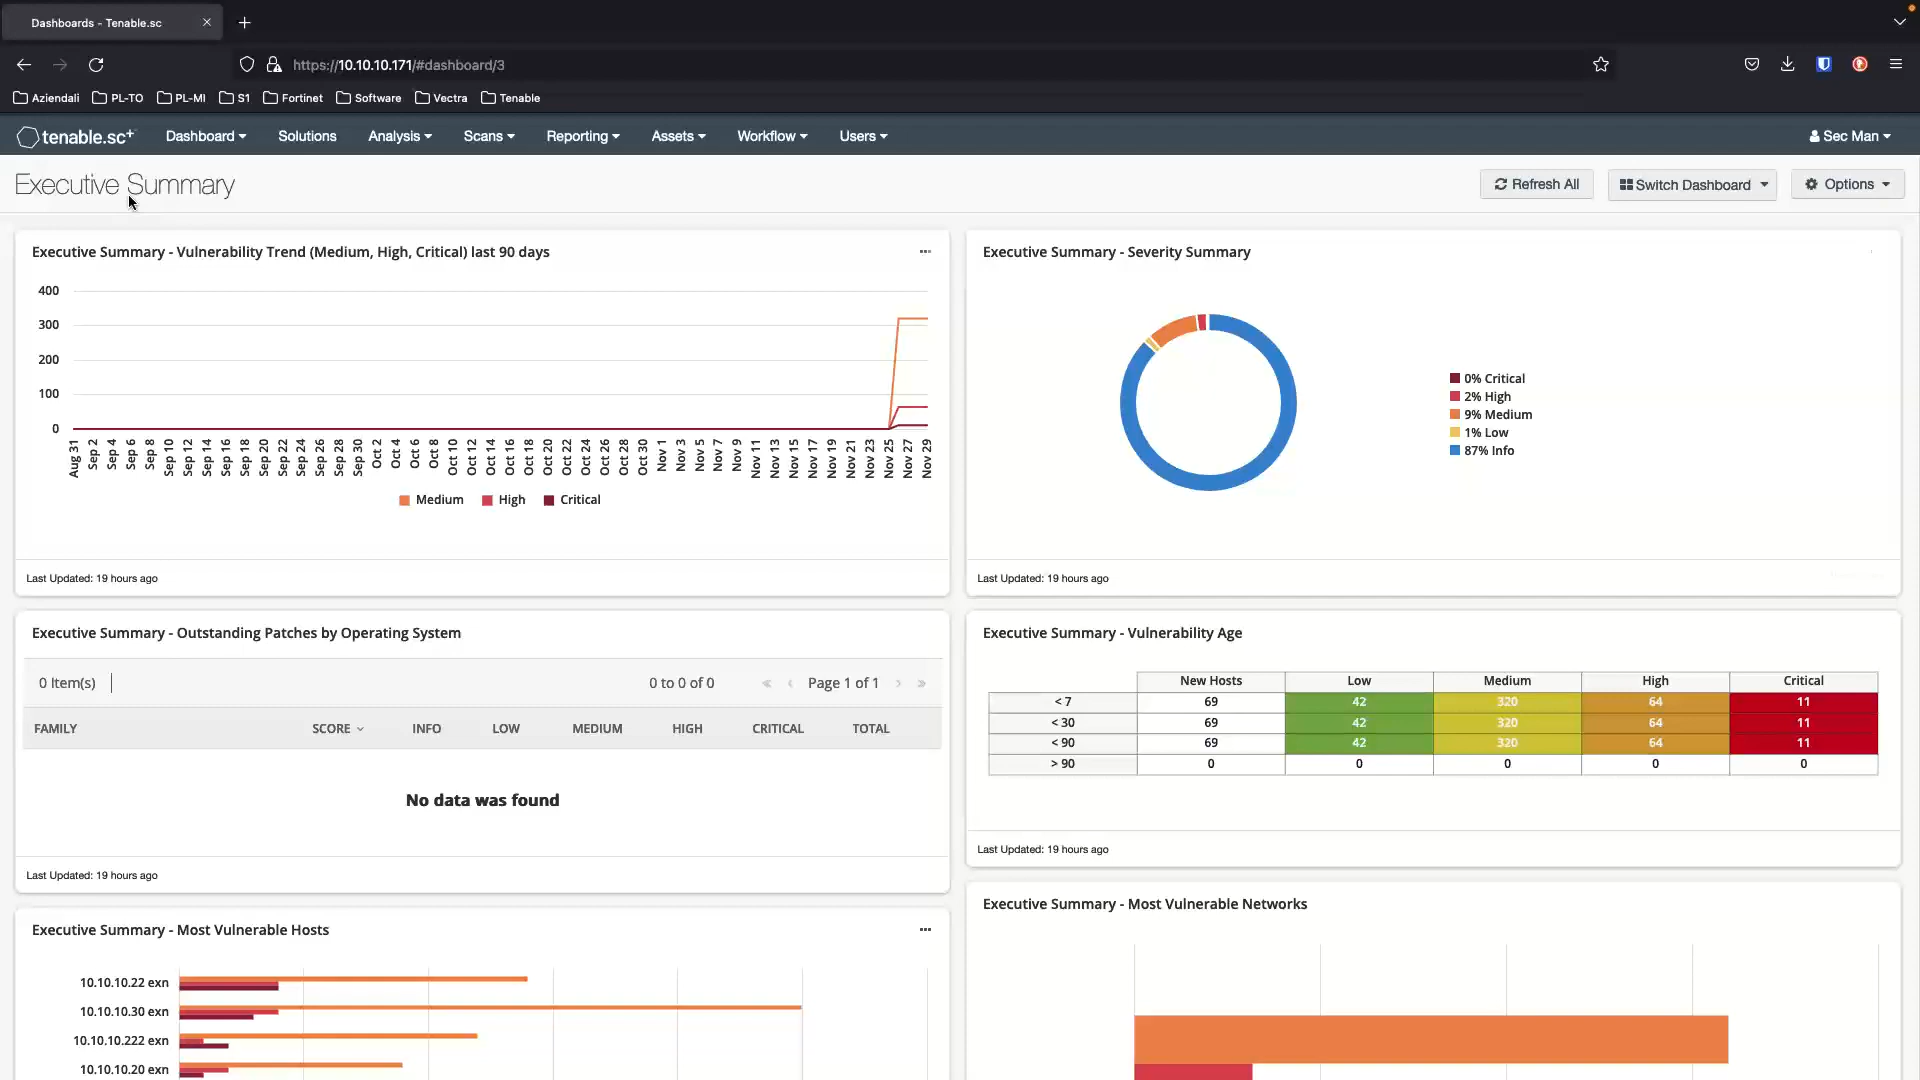 Dashboards - Tenable.sc
https://10.10.10.171/#dashboard/3
Aziendali PL-TO PL-MI S1 Fortinet Software Vectra Tenable
tenable.sc+ Dashboard Solutions Analysis Scans Reporting Assets Workflow Users Sec Man
Executive Summary
Refresh All Switch Dashboard Options
Executive Summary - Vulnerability Trend (Medium, High, Critical) last 90 days
400
300
200
100
0
Aug 31 Sep 2 Sep 4 Sep 6 Sep 8 Sep 10 Sep 12 Sep 14 Sep 16 Sep 18 Sep 20 Sep 22 Sep 24 Sep 26 Sep 28 Sep 30 Oct 2 Oct 4 Oct 6 Oct 8 Oct 10 Oct 12 Oct 14 Oct 16 Oct 18 Oct 20 Oct 22 Oct 24 Oct 26 Oct 28 Oct 30 Nov 1 Nov 3 Nov 5 Nov 7 Nov 9 Nov 11 Nov 13 Nov 15 Nov 17 Nov 19 Nov 21 Nov 23 Nov 25 Nov 27 Nov 29
Medium High Critical
Last Updated: 19 hours ago
Executive Summary - Severity Summary
0% Critical
2% High
9% Medium
1% Low
87% Info
Last Updated: 19 hours ago
Executive Summary - Outstanding Patches by Operating System
0 Item(s) 0 to 0 of 0 « ‹ Page 1 of 1 › »
FAMILY SCORE INFO LOW MEDIUM HIGH CRITICAL TOTAL
No data was found
Last Updated: 19 hours ago
Executive Summary - Vulnerability Age
New Hosts Low Medium High Critical
< 7 69 42 320 64 11
< 30 69 42 320 64 11
< 90 69 42 320 64 11
> 90 0 0 0 0 0
Last Updated: 19 hours ago
Executive Summary - Most Vulnerable Hosts
10.10.10.22 exn
10.10.10.30 exn
10.10.10.222 exn
10.10.10.20 exn
Executive Summary - Most Vulnerable Networks